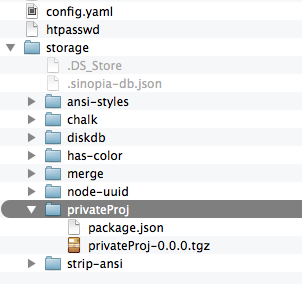 config.yaml
htpasswd
storage
.DS_Store
.sinopia-db.json
ansi-styles
chalk
diskdb
has-color
merge
node-uuid
privateProj
package.json
privateProj-0.0.0.tgz
strip-ansi